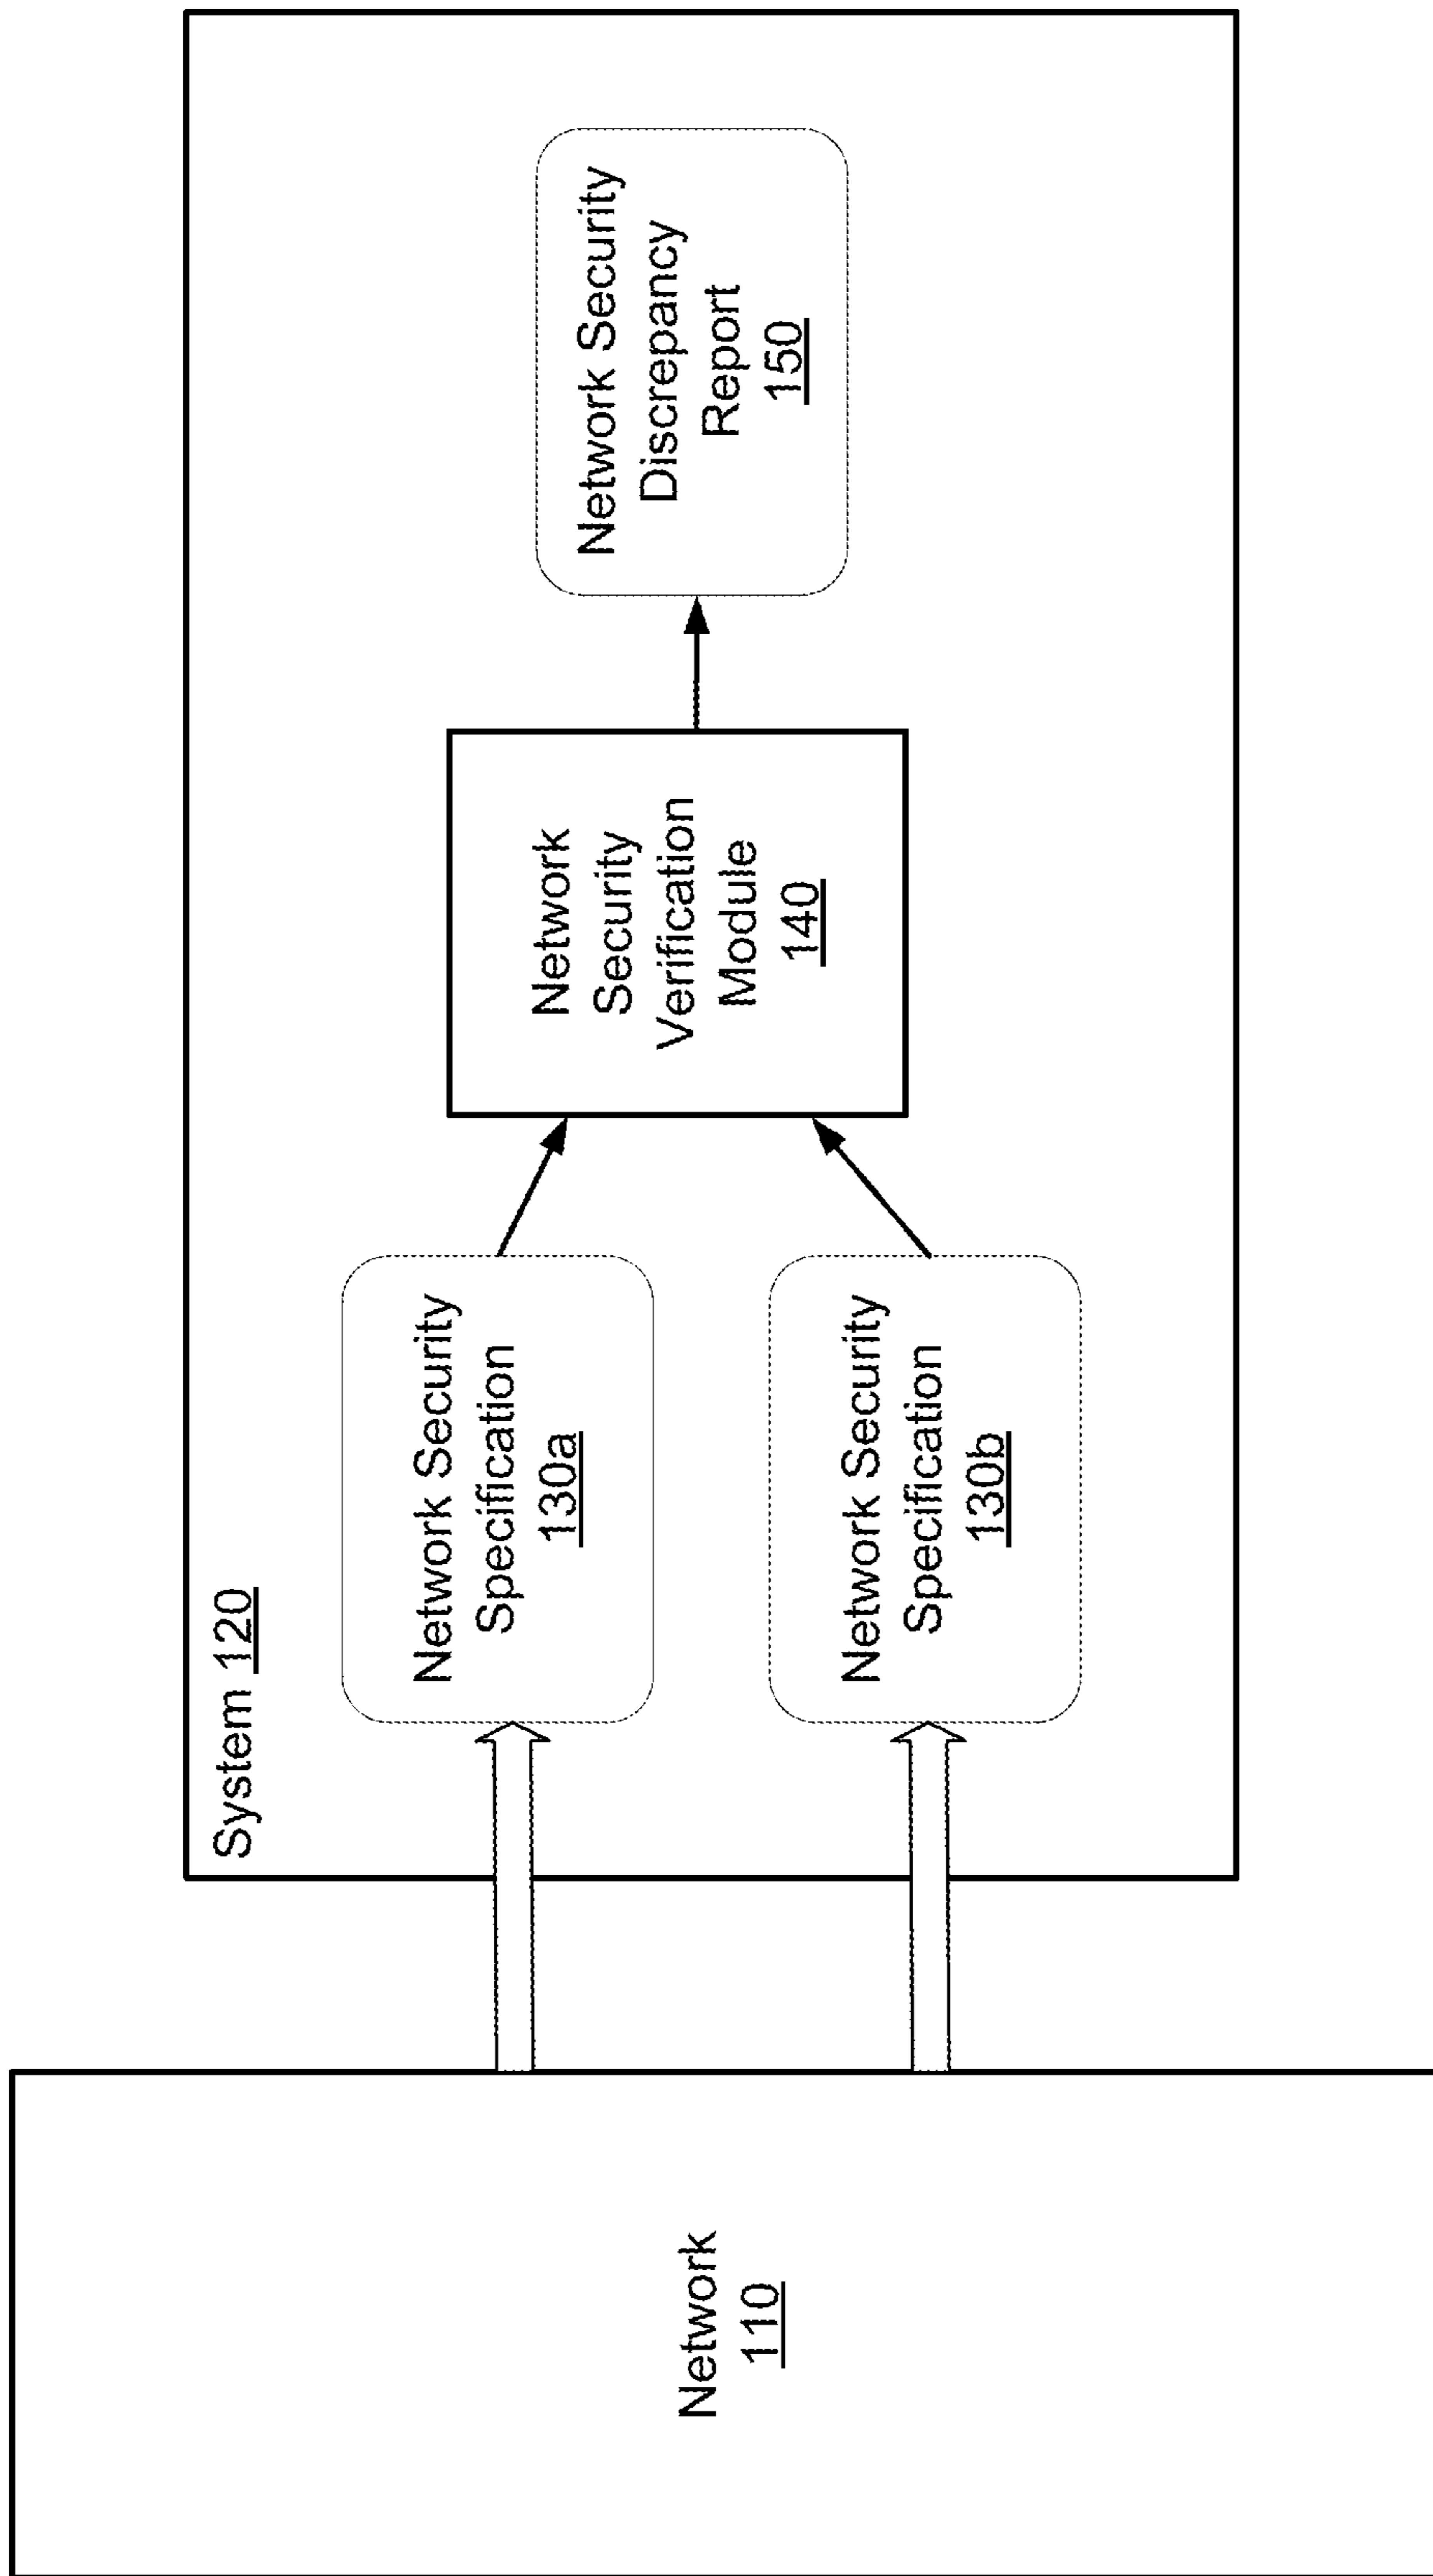 Network
110
System 120
Network Security
Specification
130a
Network Security
Specification
130b
Network
Security
Verification
Module
140
Network Security
Discrepancy
Report
150